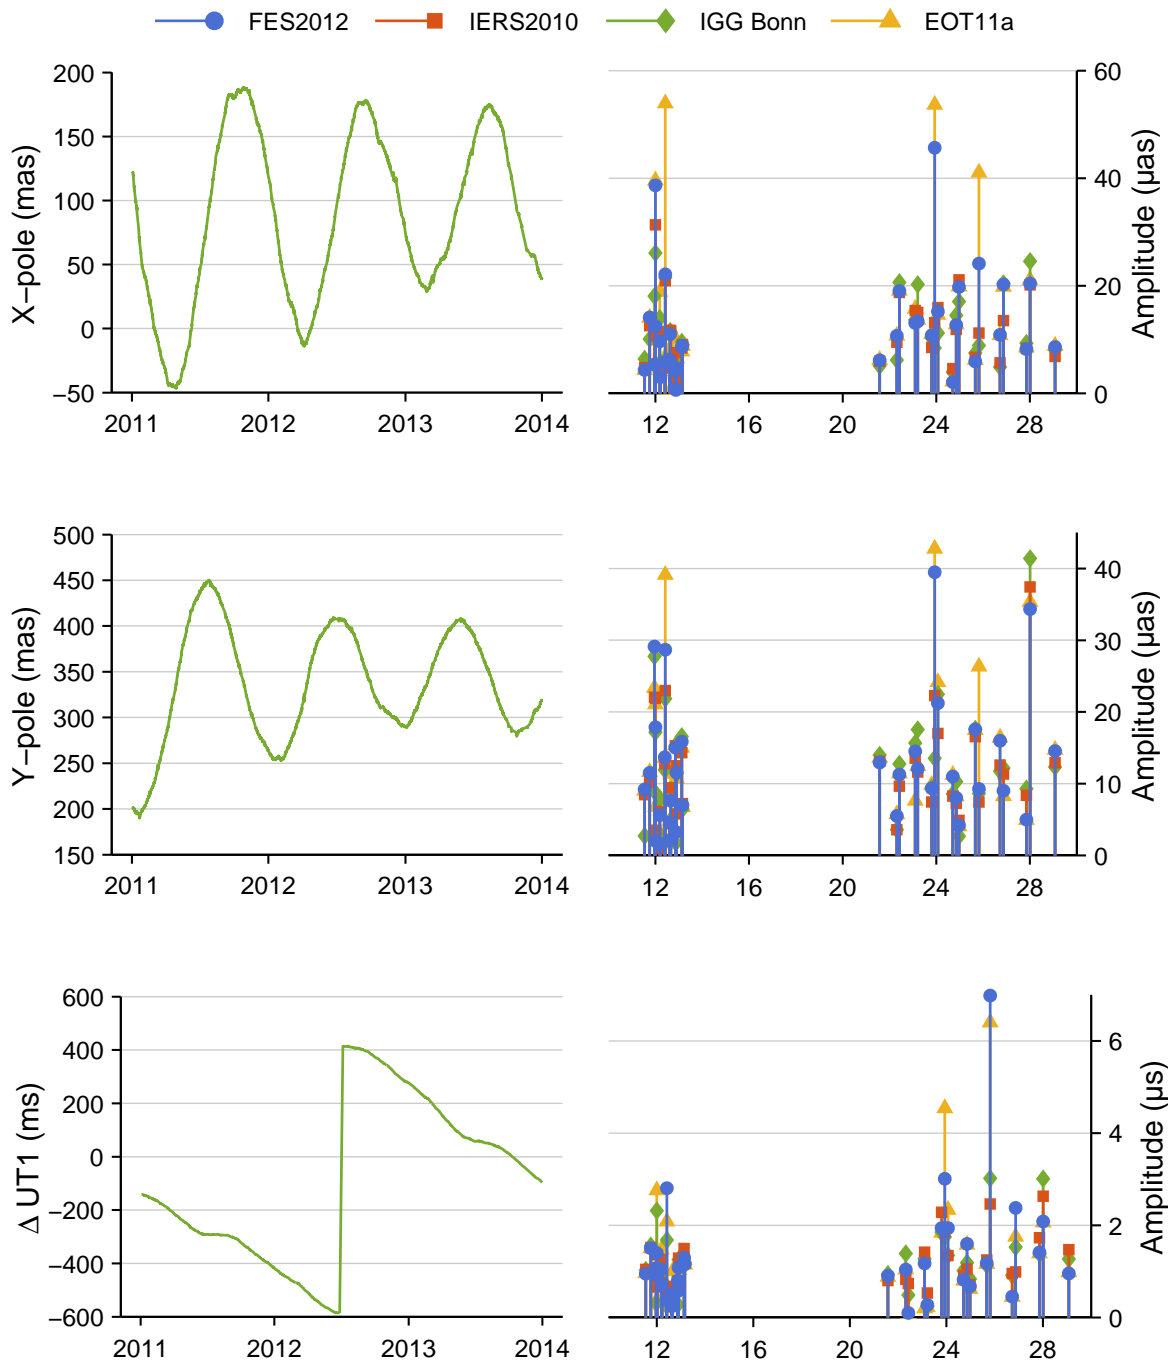 FES2012 IERS2010 IGG Bonn EOT11a
X−pole (mas)
200
150
100
50
0
−50
2011 2012 2013 2014
60
40
20
0
Amplitude (μas)
12 16 20 24 28
Y−pole (mas)
500
450
400
350
300
250
200
150
2011 2012 2013 2014
40
30
20
10
0
Amplitude (μas)
12 16 20 24 28
Δ UT1 (ms)
600
400
200
0
−200
−400
−600
2011 2012 2013 2014
6
4
2
0
Amplitude (μs)
12 16 20 24 28